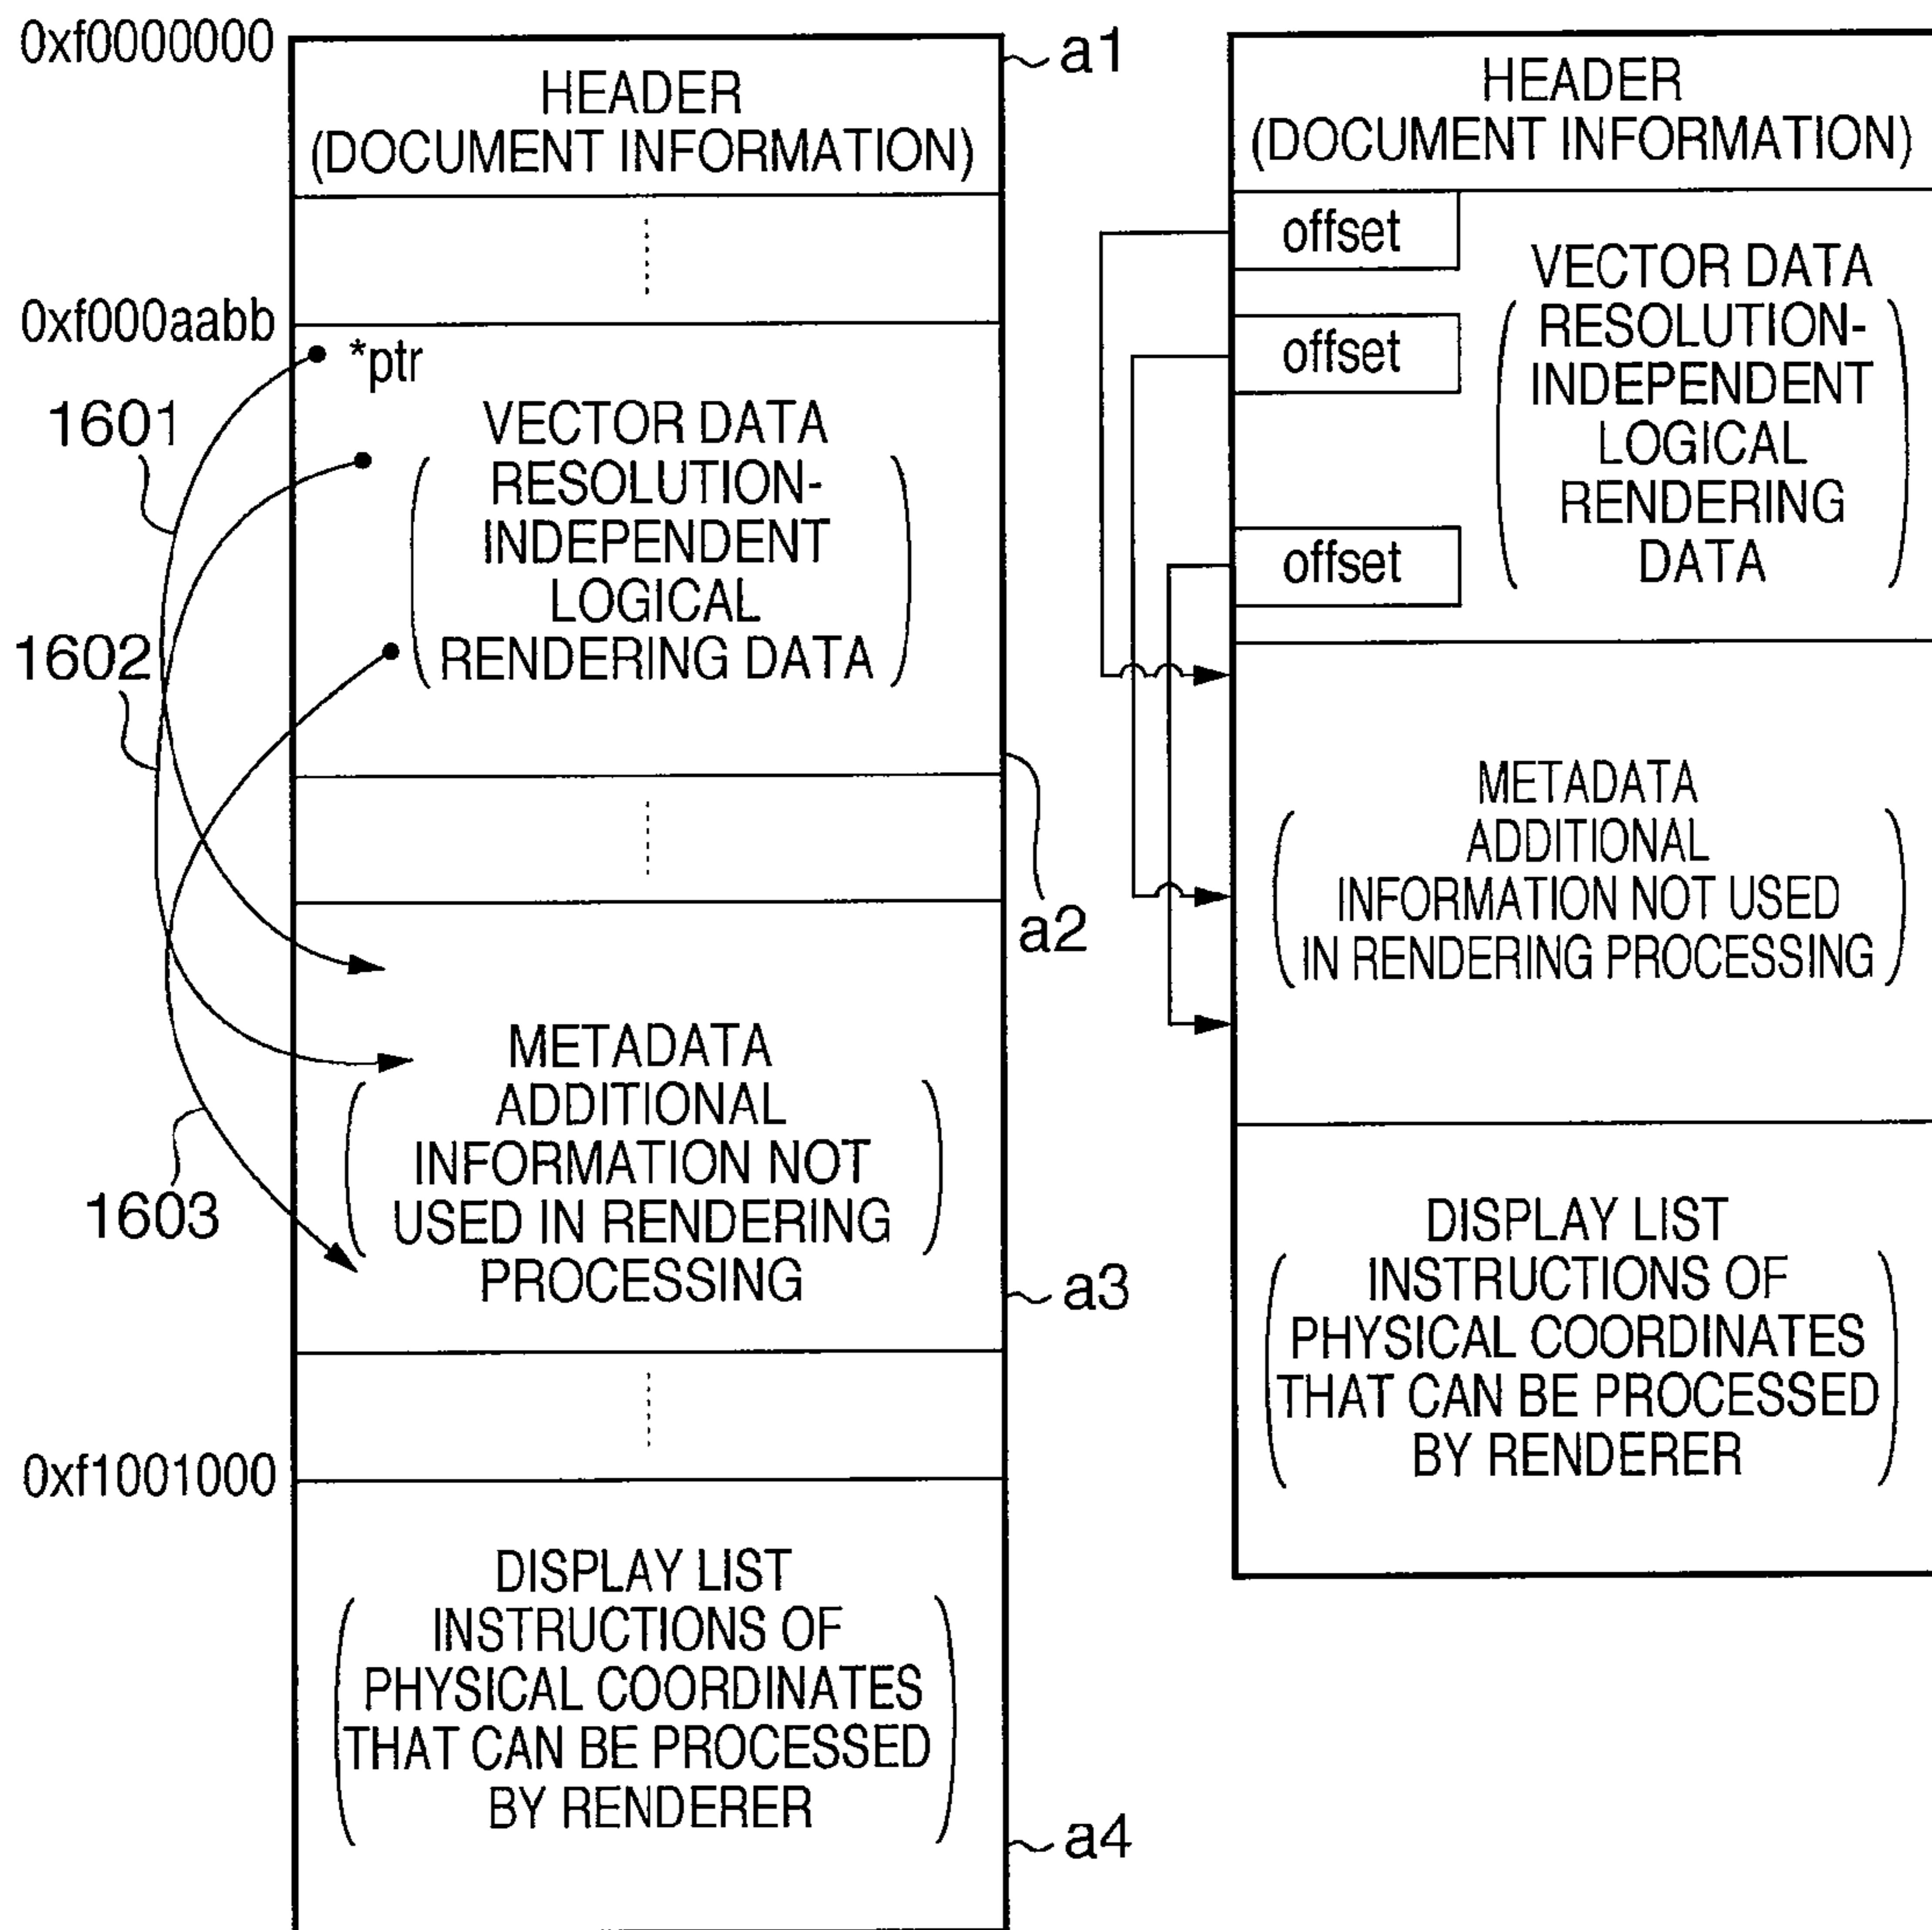 0xf0000000
HEADER
(DOCUMENT INFORMATION)
a1
0xf000aabb
*ptr
1601
VECTOR DATA
RESOLUTION-
INDEPENDENT
LOGICAL
RENDERING DATA
1602
a2
METADATA
ADDITIONAL
INFORMATION NOT
USED IN RENDERING
PROCESSING
1603
a3
0xf1001000
DISPLAY LIST
INSTRUCTIONS OF
PHYSICAL COORDINATES
THAT CAN BE PROCESSED
BY RENDERER
a4
HEADER
(DOCUMENT INFORMATION)
offset
offset
offset
VECTOR DATA
RESOLUTION-
INDEPENDENT
LOGICAL
RENDERING
DATA
METADATA
ADDITIONAL
INFORMATION NOT USED
IN RENDERING PROCESSING
DISPLAY LIST
INSTRUCTIONS OF
PHYSICAL COORDINATES
THAT CAN BE PROCESSED
BY RENDERER